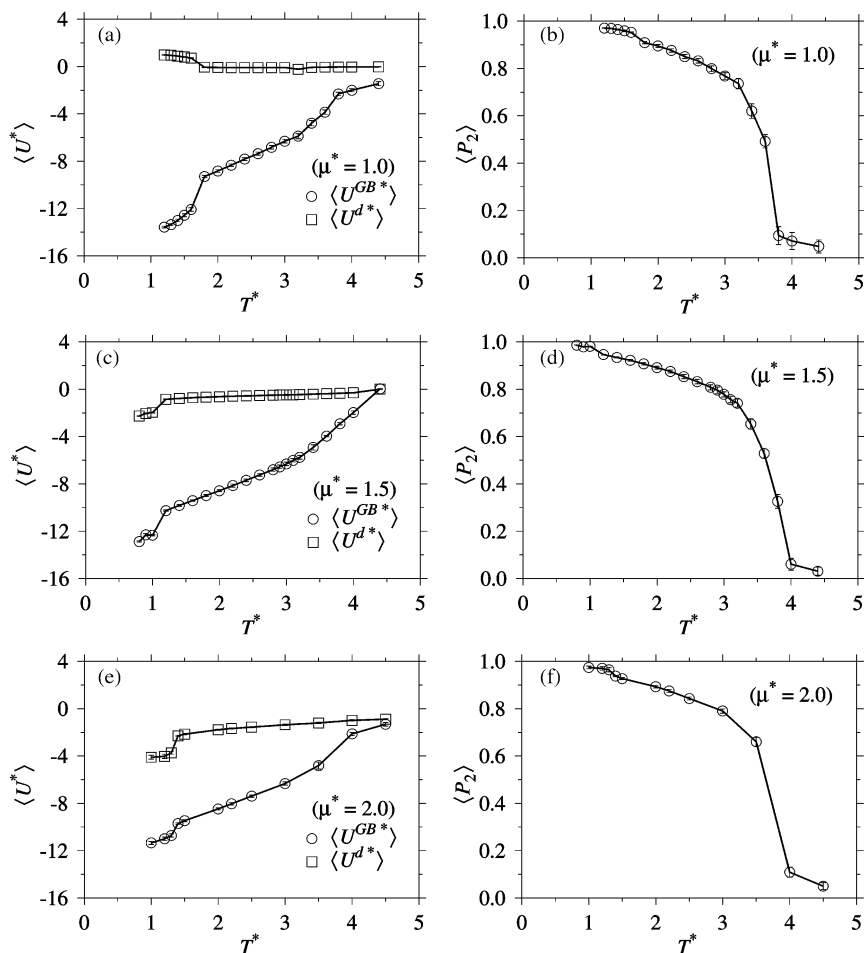 (a)
4
0
-4
-8
-12
-16
⟨U*⟩
(μ* = 1.0)
⟨U^{GB*}⟩
⟨U^{d*}⟩
0 1 2 3 4 5
T*
(b)
1.0
0.8
0.6
0.4
0.2
0.0
⟨P₂⟩
(μ* = 1.0)
0 1 2 3 4 5
T*
(c)
4
0
-4
-8
-12
-16
⟨U*⟩
(μ* = 1.5)
⟨U^{GB*}⟩
⟨U^{d*}⟩
0 1 2 3 4 5
T*
(d)
1.0
0.8
0.6
0.4
0.2
0.0
⟨P₂⟩
(μ* = 1.5)
0 1 2 3 4 5
T*
(e)
4
0
-4
-8
-12
-16
⟨U*⟩
(μ* = 2.0)
⟨U^{GB*}⟩
⟨U^{d*}⟩
0 1 2 3 4 5
T*
(f)
1.0
0.8
0.6
0.4
0.2
0.0
⟨P₂⟩
(μ* = 2.0)
0 1 2 3 4 5
T*